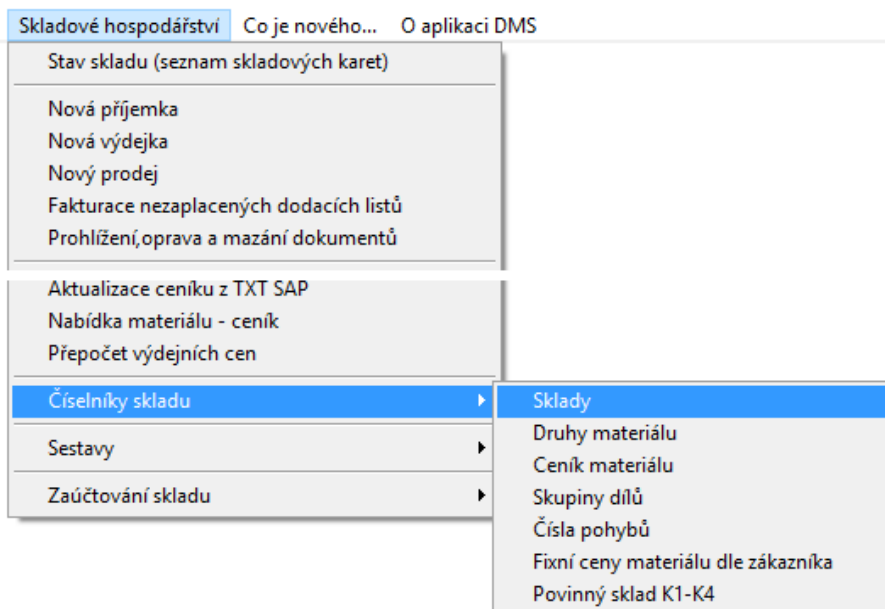 Skladové hospodářství Co je nového... O aplikaci DMS
Stav skladu (seznam skladových karet)
Nová příjemka
Nová výdejka
Nový prodej
Fakturace nezaplacených dodacích listů
Prohlížení,oprava a mazání dokumentů
Aktualizace ceníku z TXT SAP
Nabídka materiálu - ceník
Přepočet výdejních cen
Číselníky skladu
Sestavy
Zaúčtování skladu
Sklady
Druhy materiálu
Ceník materiálu
Skupiny dílů
Čísla pohybů
Fixní ceny materiálu dle zákazníka
Povinný sklad K1-K4